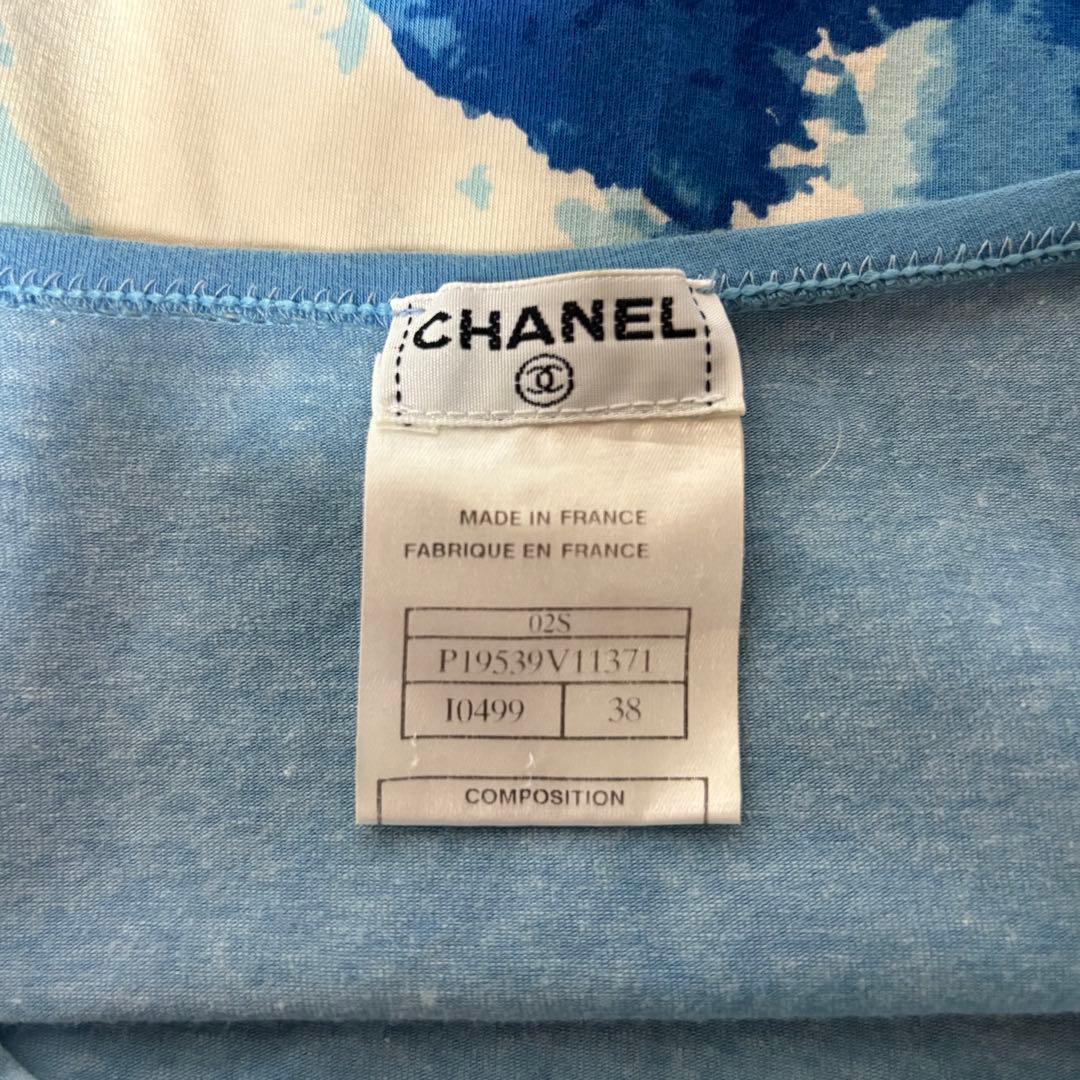 CHANEL
MADE IN FRANCE
FABRIQUE EN FRANCE
02S
P19539V11371
I0499 38
COMPOSITION